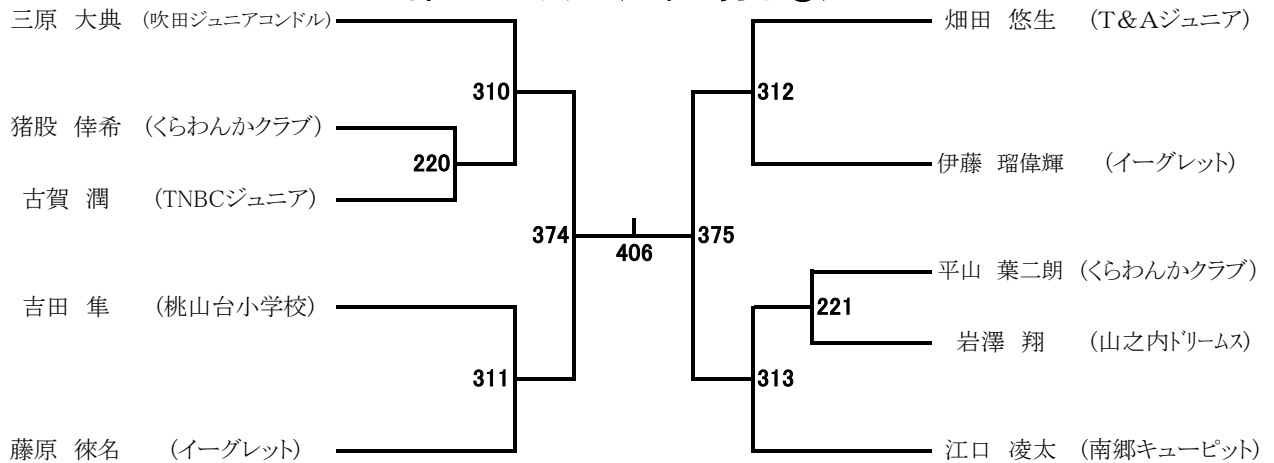 三原 大典 (吹田ジュニアコンドル)
310
猪股 倖希 (くらわんかクラブ)
220
古賀 潤 (TNBCジュニア)
374
吉田 隼 (桃山台小学校)
311
藤原 徠名 (イーグレット)
406
畑田 悠生 (T&Aジュニア)
312
伊藤 瑠偉輝 (イーグレット)
375
平山 葉二朗 (くらわんかクラブ)
221
岩澤 翔 (山之内ドリームス)
313
江口 凌太 (南郷キューピット)